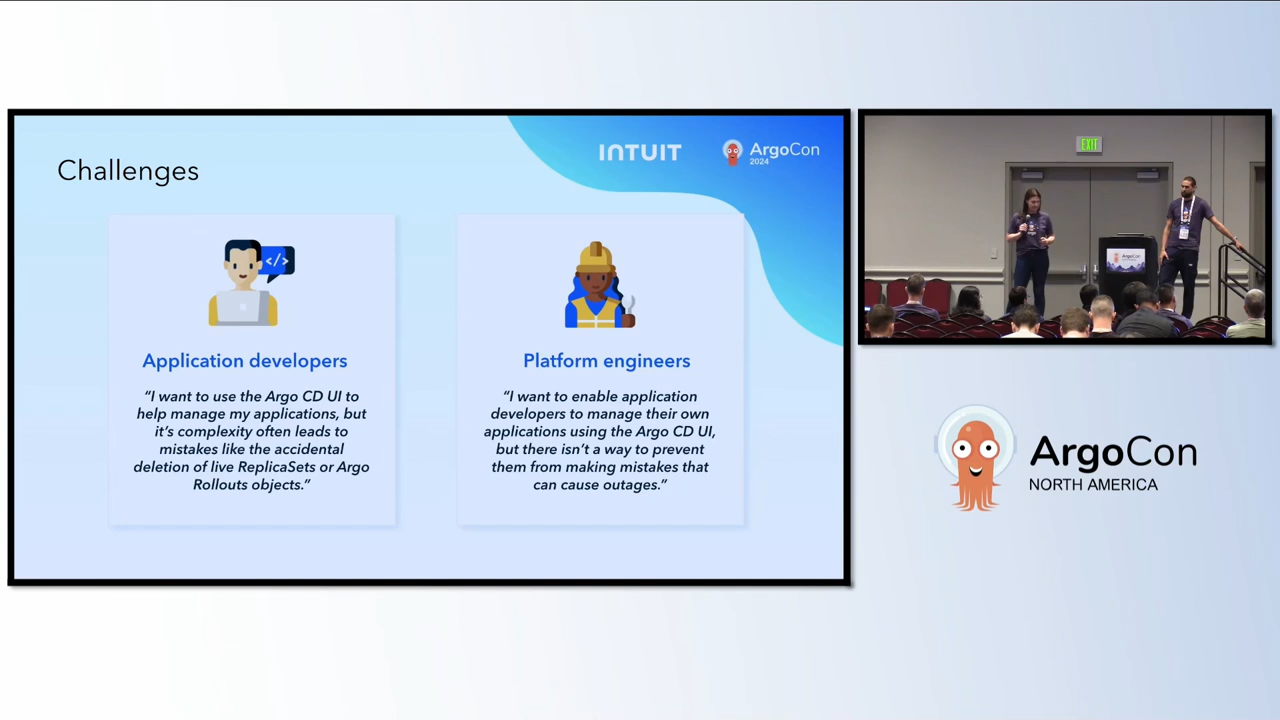 Challenges
INTUIT
ArgoCon
2024
</>
Application developers
“I want to use the Argo CD UI to
help manage my applications, but
it’s complexity often leads to
mistakes like the accidental
deletion of live ReplicaSets or Argo
Rollouts objects.”
Platform engineers
“I want to enable application
developers to manage their own
applications using the Argo CD UI,
but there isn’t a way to prevent
them from making mistakes that
can cause outages.”
EXIT
ArgoCon
ArgoCon
NORTH AMERICA